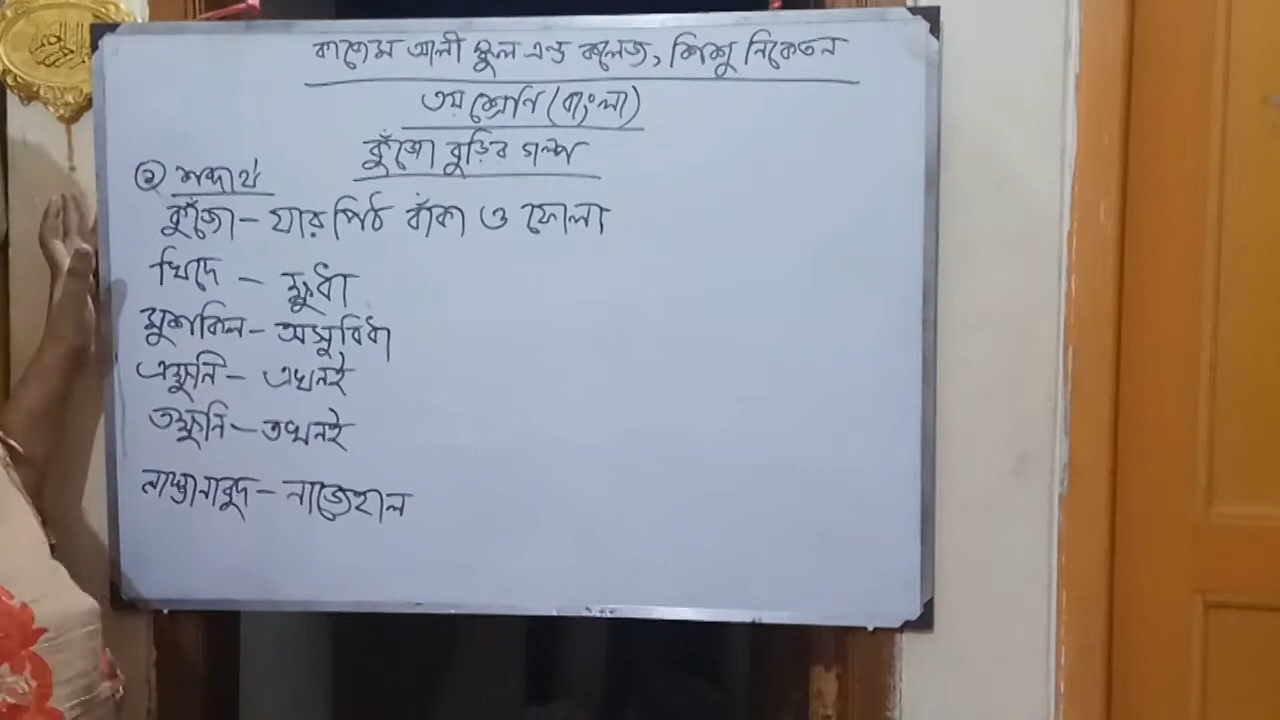 কাজেম আলী স্কুল এন্ড কলেজ, শিশু নিকেতন
৩য় শ্রেণি (বাংলা)
কুঁজো বুড়ির গল্প
১ শব্দার্থ
কুঁজো - যার পিঠ বাঁকা ও ফোলা
খিদে - ক্ষুধা
মুশকিল - অসুবিধা
এক্ষুনি - এখনই
তক্ষুনি - তখনই
নাস্তানাবুদ - নাজেহাল